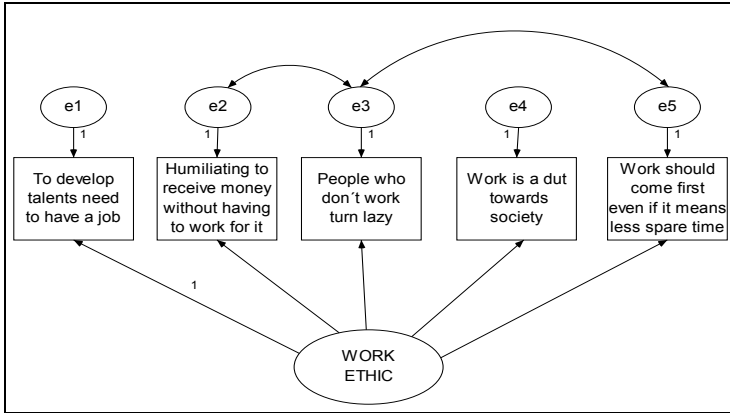 e1
e2
e3
e4
e5
1
1
1
1
1
To develop
talents need
to have a job
Humiliating to
receive money
without having
to work for it
People who
don´t work
turn lazy
Work is a dut
towards
society
Work should
come first
even if it means
less spare time
1
WORK
ETHIC